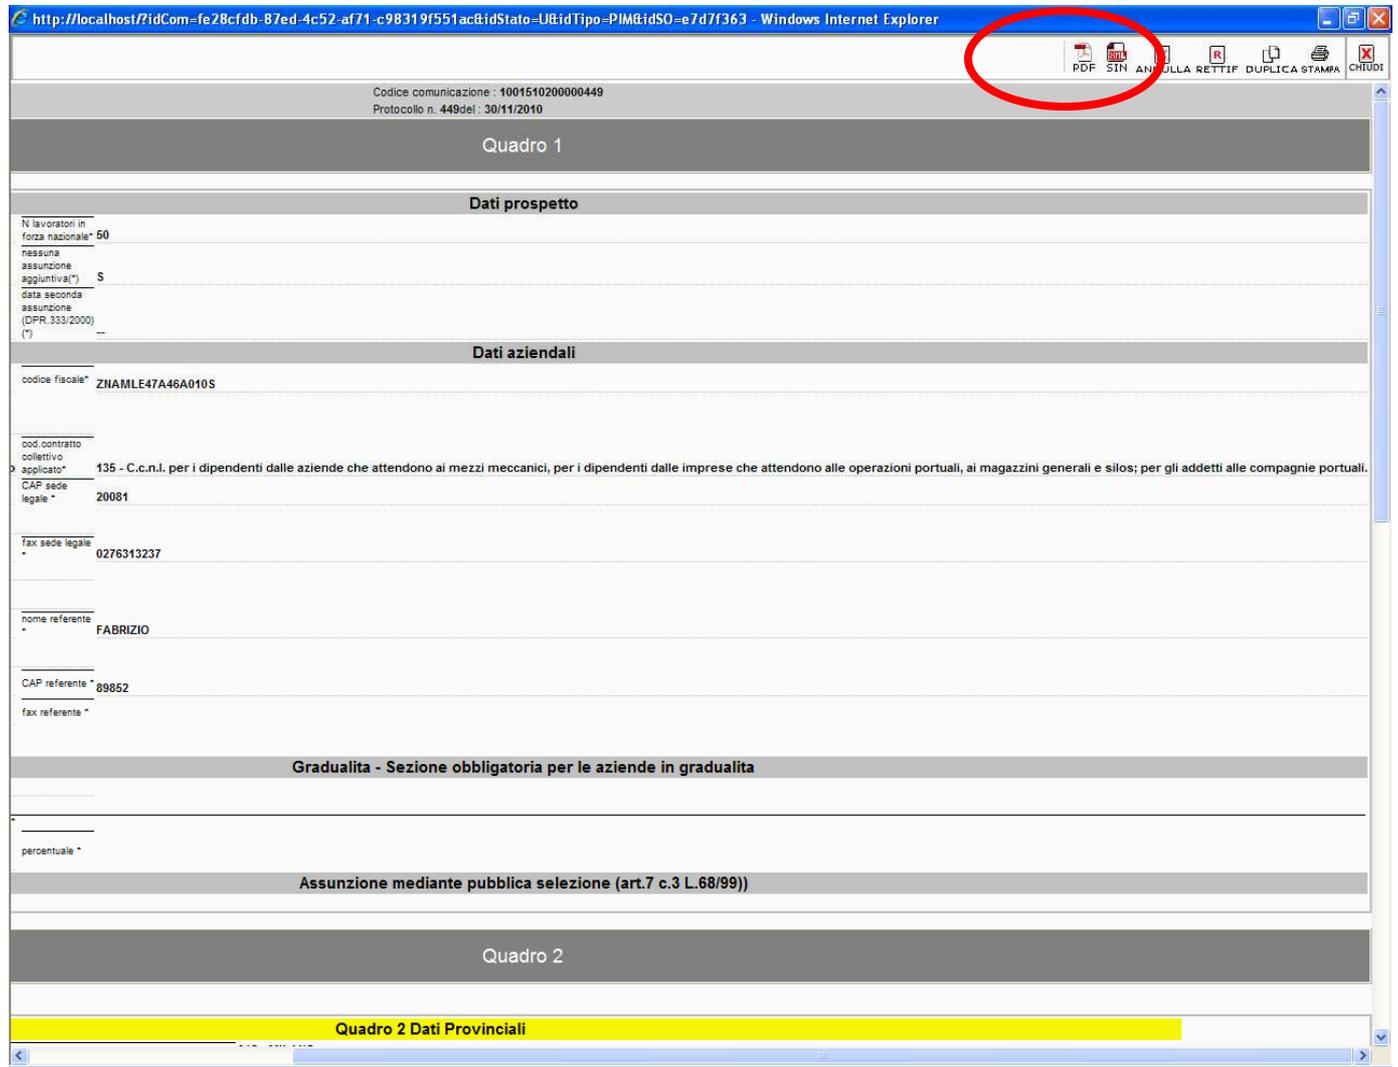 http://localhost/?idCom=fe28cfdb-87ed-4c52-af71-c98319f551ac&idStato=U&idTipo=PIM&idSO=e7d7f363 - Windows Internet Explorer
PDF SIN ANNULLA RETTIF DUPLICA STAMPA CHIUDI
Codice comunicazione : 1001510200000449
Protocollo n. 449del : 30/11/2010
Quadro 1
Dati prospetto
N lavoratori in
forza nazionale* 50
nessuna
assunzione
aggiuntiva(*) S
data seconda
assunzione
(DPR.333/2000)
(*) --
Dati aziendali
codice fiscale* ZNAMLE47A46A010S
cod.contratto
collettivo
applicato* 135 - C.c.n.l. per i dipendenti dalle aziende che attendono ai mezzi meccanici, per i dipendenti dalle imprese che attendono alle operazioni portuali, ai magazzini generali e silos; per gli addetti alle compagnie portuali.
CAP sede
legale * 20081
fax sede legale
* 0276313237
nome referente
* FABRIZIO
CAP referente * 89852
fax referente *
Gradualita - Sezione obbligatoria per le aziende in gradualita
percentuale *
Assunzione mediante pubblica selezione (art.7 c.3 L.68/99))
Quadro 2
Quadro 2 Dati Provinciali